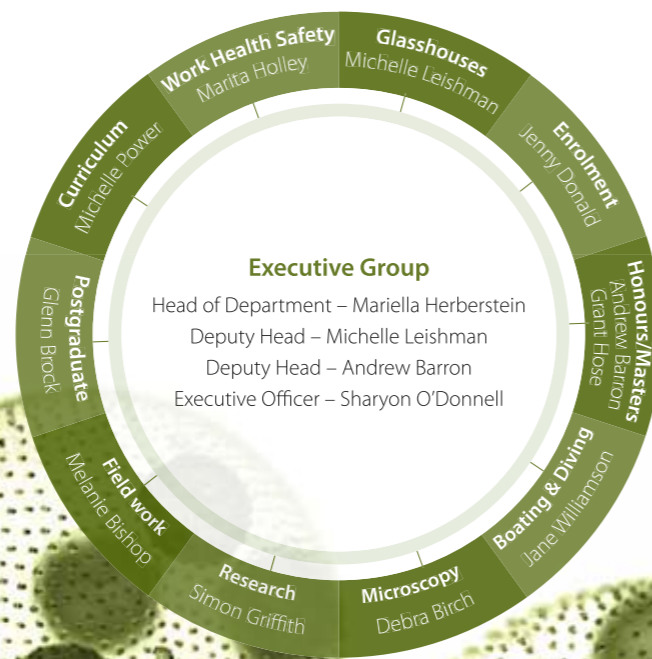 Work Health Safety
Marita Holley
Glasshouses
Michelle Leishman
Enrolment
Jenny Donald
Honours/Masters
Andrew Barron
Grant Hose
Boating & Diving
Jane Williamson
Microscopy
Debra Birch
Research
Simon Griffith
Field work
Melanie Bishop
Postgraduate
Glenn Brock
Curriculum
Michelle Power
Executive Group
Head of Department – Mariella Herberstein
Deputy Head – Michelle Leishman
Deputy Head – Andrew Barron
Executive Officer – Sharyon O’Donnell